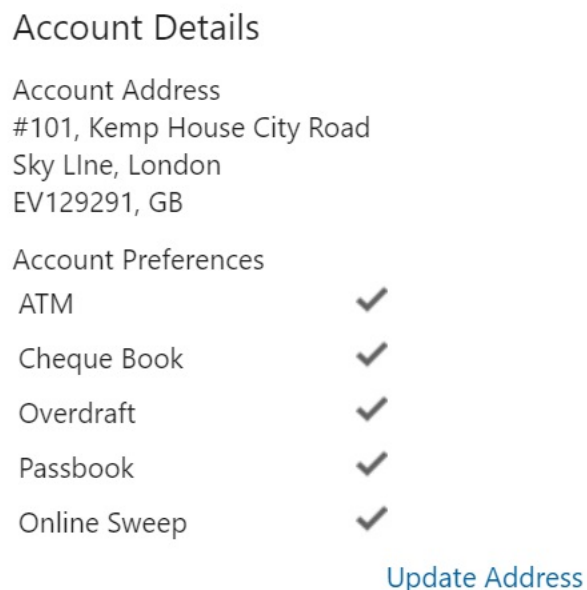 Account Details
Account Address
#101, Kemp House City Road
Sky LIne, London
EV129291, GB
Account Preferences
ATM
Cheque Book
Overdraft
Passbook
Online Sweep
Update Address